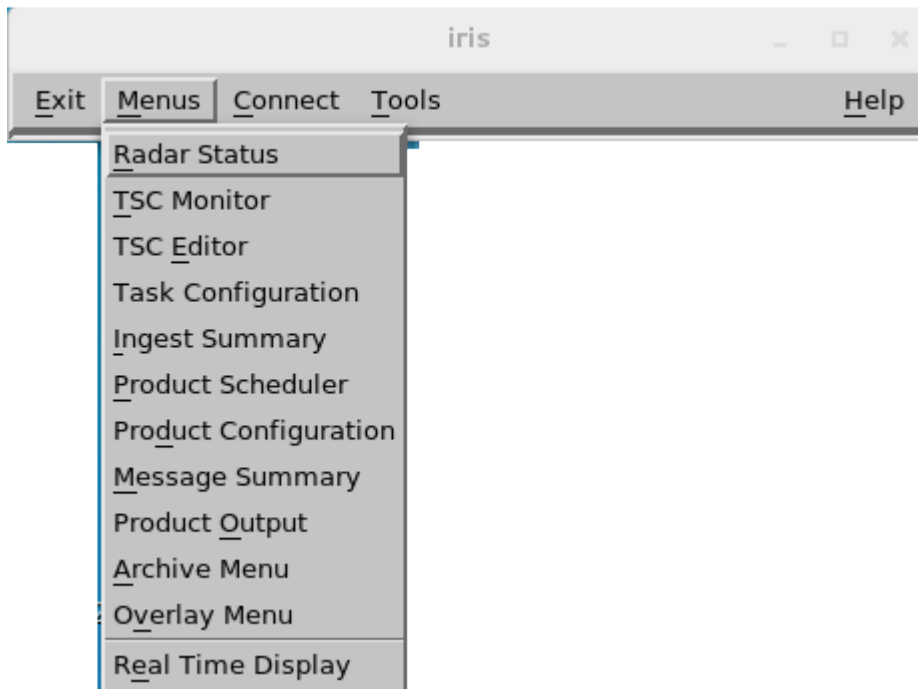 iris
Exit Menus Connect Tools Help
Radar Status
TSC Monitor
TSC Editor
Task Configuration
Ingest Summary
Product Scheduler
Product Configuration
Message Summary
Product Output
Archive Menu
Overlay Menu
Real Time Display